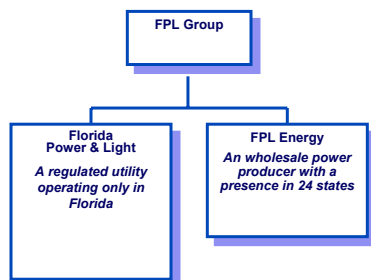 FPL Group
Florida
Power & Light
A regulated utility
operating only in
Florida
FPL Energy
An wholesale power
producer with a
presence in 24 states